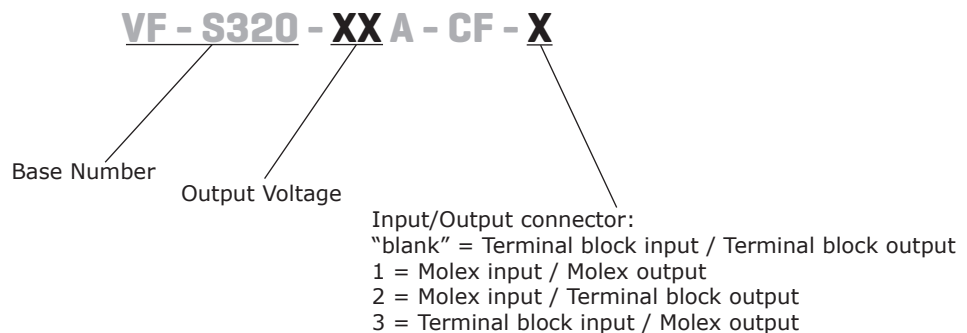 VF - S320 - XX A - CF - X
Base Number
Output Voltage
Input/Output connector:
“blank” = Terminal block input / Terminal block output
1 = Molex input / Molex output
2 = Molex input / Terminal block output
3 = Terminal block input / Molex output